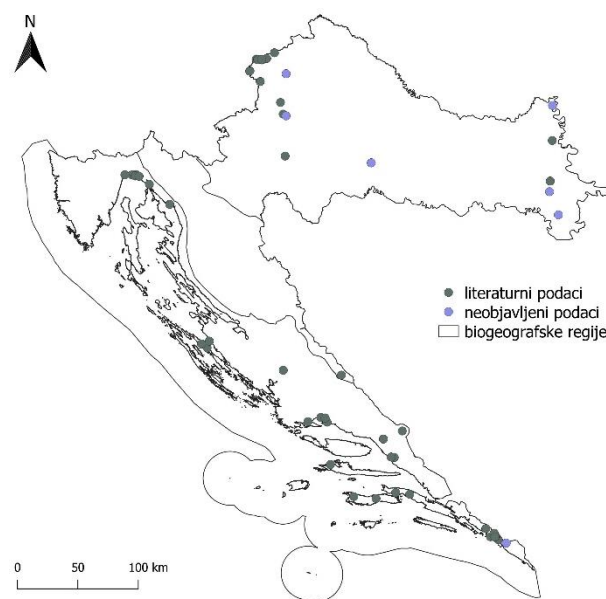 N
literaturni podaci
neobjavljeni podaci
biogeografske regije
0 50 100 km